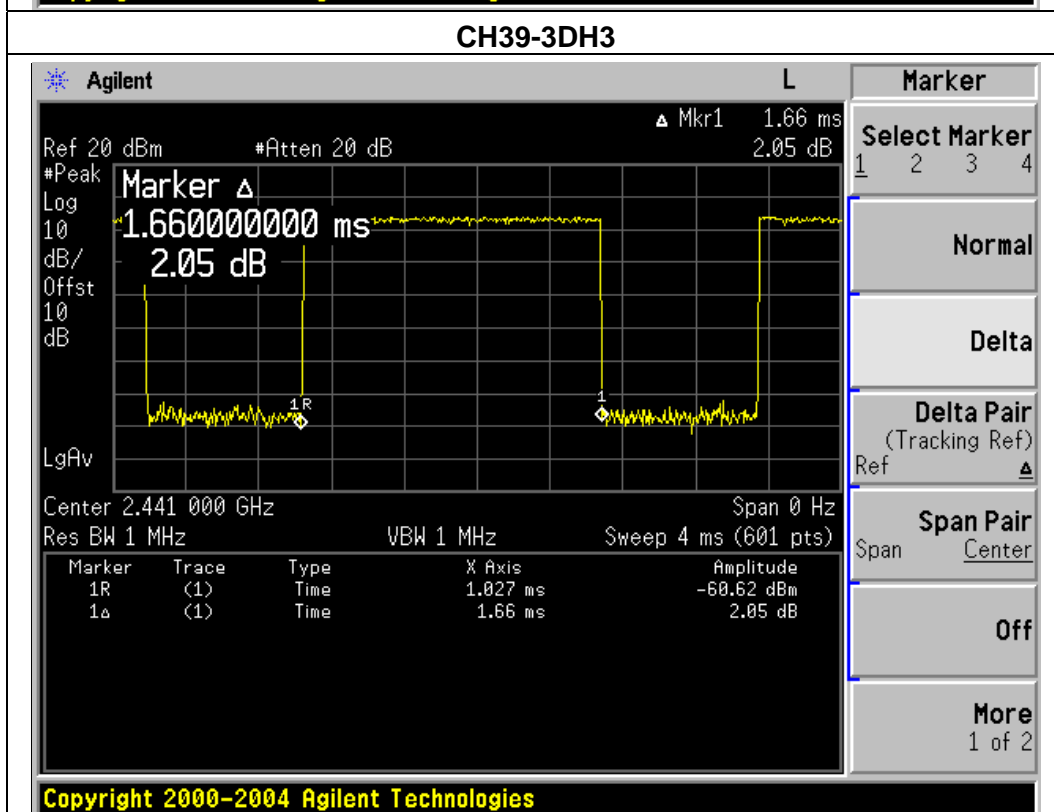 CH39-3DH3
Agilent L Marker
Δ Mkr1 1.66 ms
Ref 20 dBm #Atten 20 dB 2.05 dB
#Peak
Log
10
dB/
Offst
10
dB
LgAv
Marker Δ
1.660000000 ms
2.05 dB
1R
1
Center 2.441 000 GHz Span 0 Hz
Res BW 1 MHz VBW 1 MHz Sweep 4 ms (601 pts)
Marker Trace Type X Axis Amplitude
1R (1) Time 1.027 ms -60.62 dBm
1Δ (1) Time 1.66 ms 2.05 dB
Select Marker
1 2 3 4
Normal
Delta
Delta Pair
(Tracking Ref)
Ref Δ
Span Pair
Span Center
Off
More
1 of 2
Copyright 2000-2004 Agilent Technologies